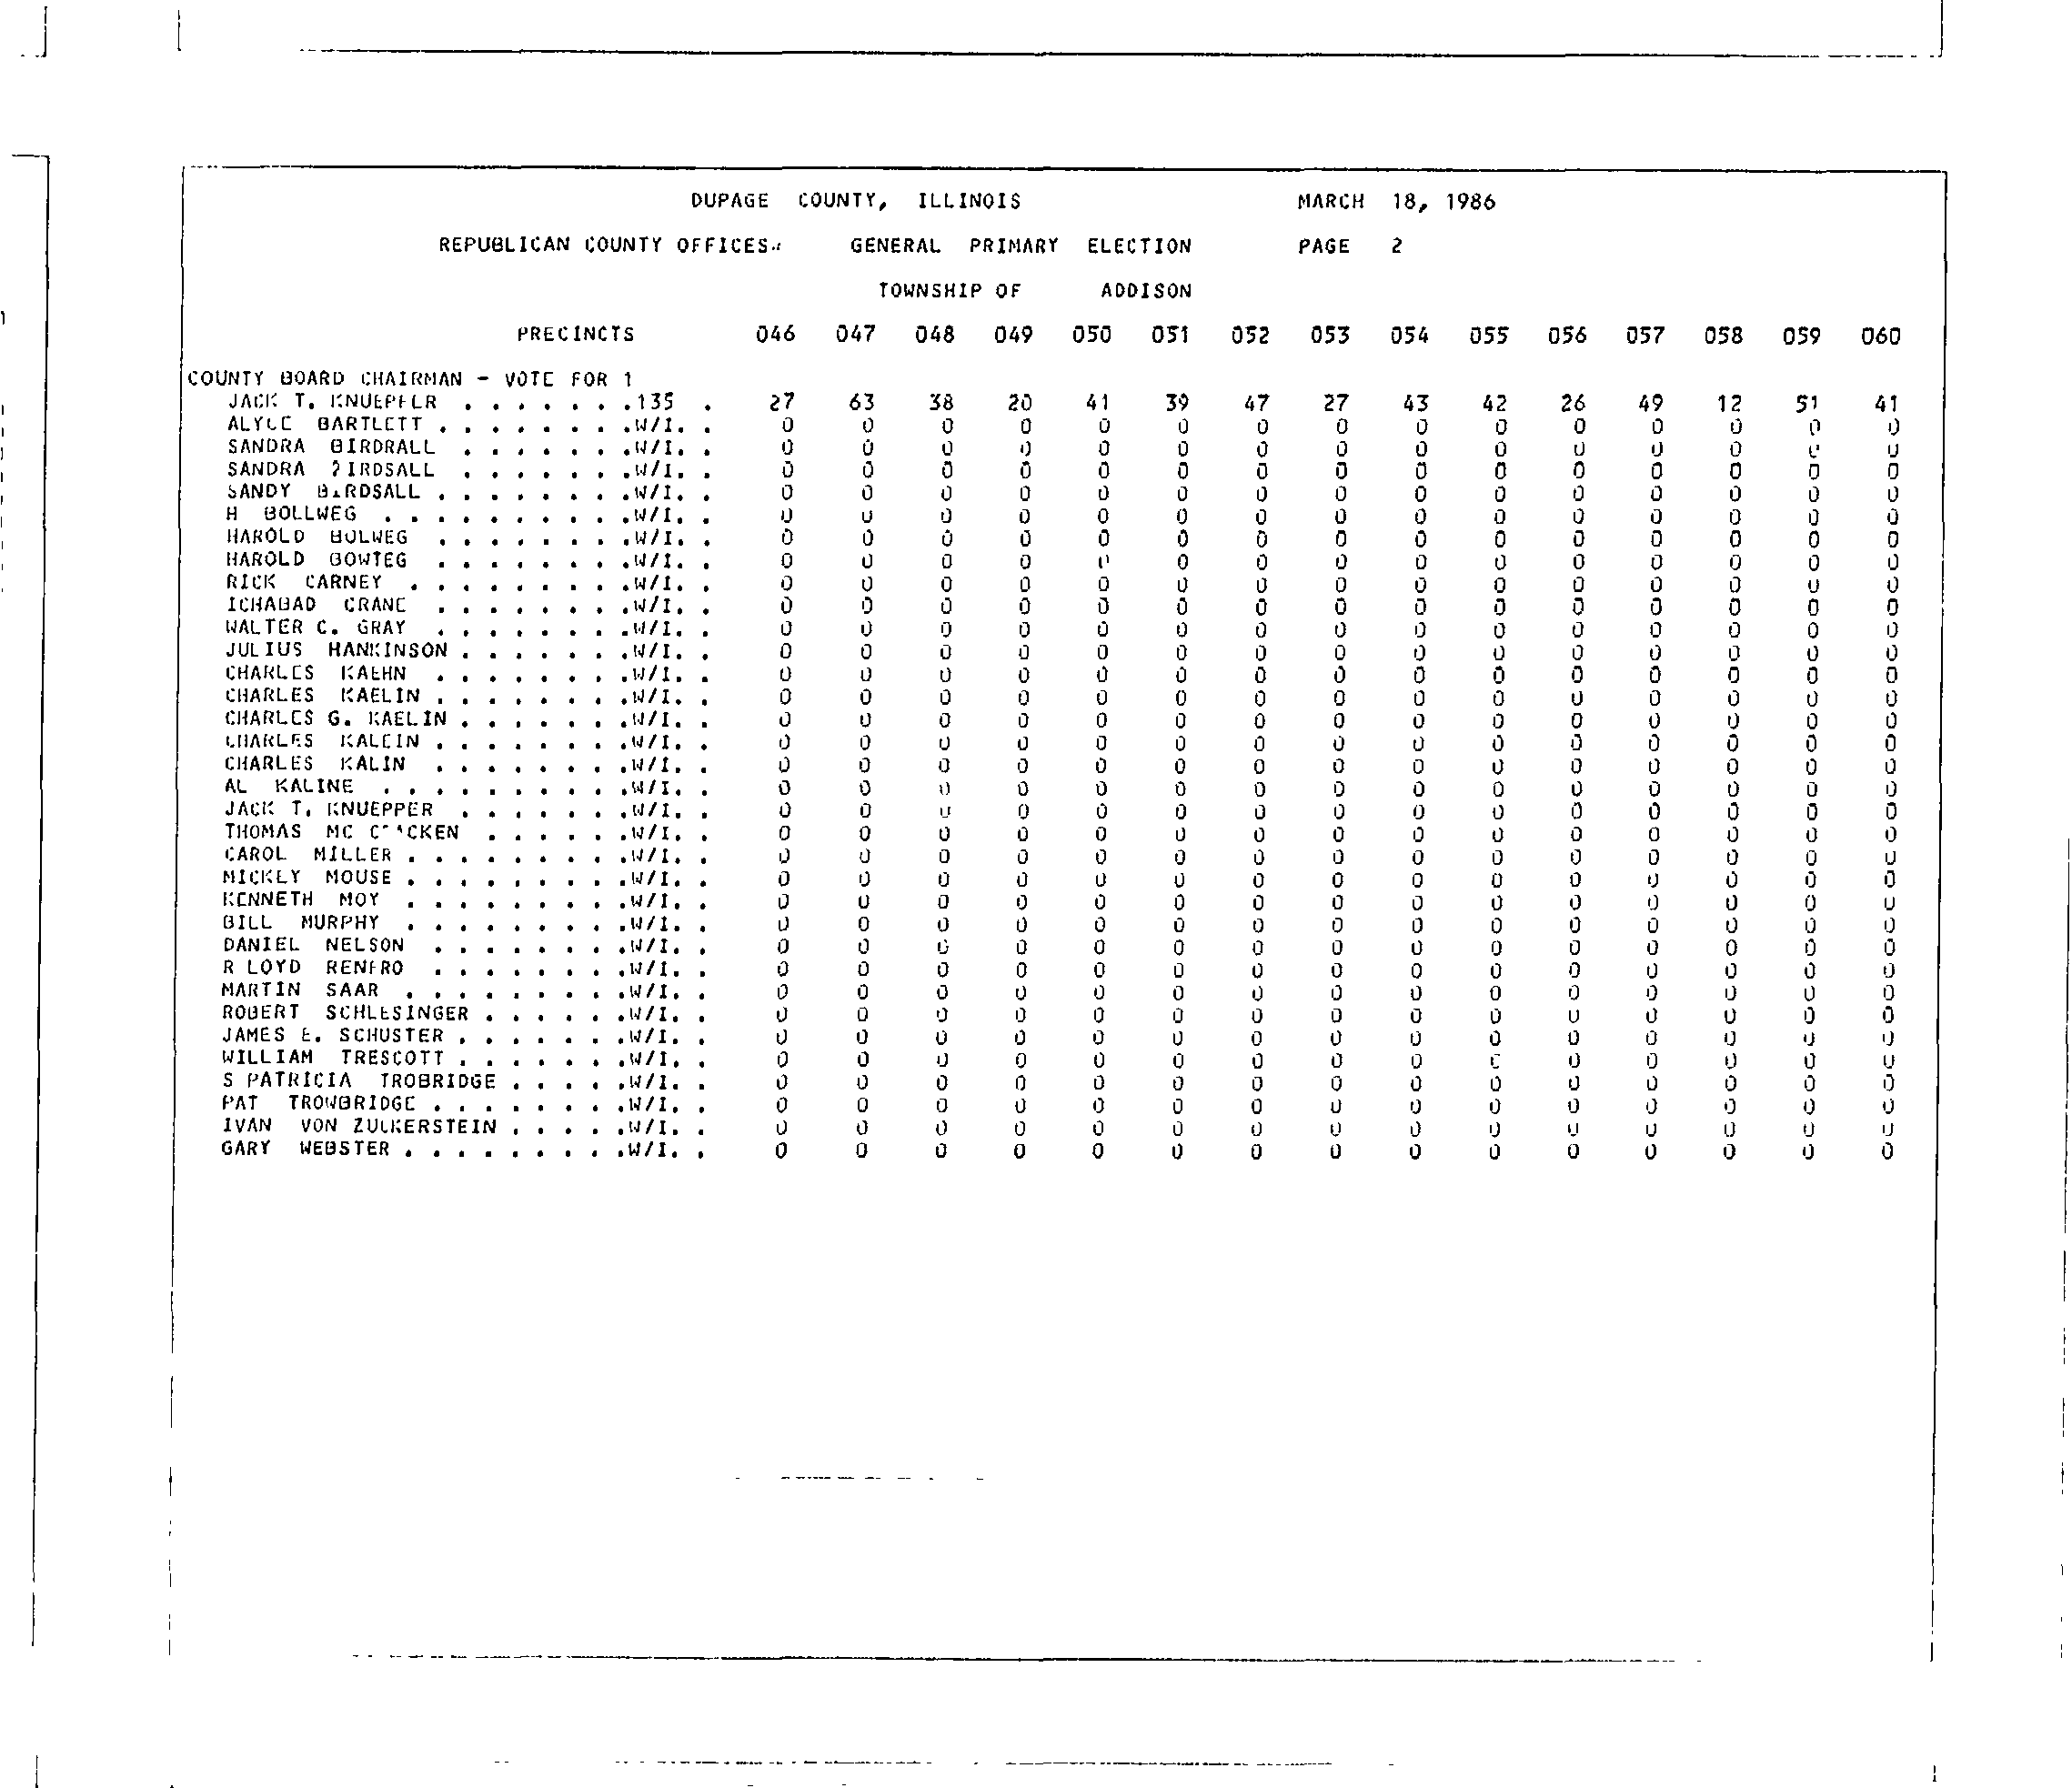 DUPAGE COUNTY, ILLINOIS MARCH 18, 1986
REPUBLICAN COUNTY OFFICES GENERAL PRIMARY ELECTION PAGE 2
TOWNSHIP OF ADDISON
PRECINCTS 046 047 048 049 050 051 052 053 054 055 056 057 058 059 060
COUNTY BOARD CHAIRMAN - VOTE FOR 1
JACK T. KNUEPFER . . . . . . .135 . 27 63 38 20 41 39 47 27 43 42 26 49 12 51 41
ALYCE BARTLETT . . . . . . . .W/I. . 0 0 0 0 0 0 0 0 0 0 0 0 0 0 0
SANDRA BIRDRALL . . . . . . .W/I. . 0 0 0 0 0 0 0 0 0 0 0 0 0 0 0
SANDRA BIRDSALL . . . . . . .W/I. . 0 0 0 0 0 0 0 0 0 0 0 0 0 0 0
SANDY BIRDSALL . . . . . . . .W/I. . 0 0 0 0 0 0 0 0 0 0 0 0 0 0 0
H BOLLWEG . . . . . . . . . .W/I. . 0 0 0 0 0 0 0 0 0 0 0 0 0 0 0
HAROLD BOLWEG . . . . . . . .W/I. . 0 0 0 0 0 0 0 0 0 0 0 0 0 0 0
HAROLD BOWTEG . . . . . . . .W/I. . 0 0 0 0 0 0 0 0 0 0 0 0 0 0 0
RICK CARNEY . . . . . . . . .W/I. . 0 0 0 0 0 0 0 0 0 0 0 0 0 0 0
ICHABAD CRANE . . . . . . . .W/I. . 0 0 0 0 0 0 0 0 0 0 0 0 0 0 0
WALTER C. GRAY . . . . . . . .W/I. . 0 0 0 0 0 0 0 0 0 0 0 0 0 0 0
JULIUS HANKINSON . . . . . . .W/I. . 0 0 0 0 0 0 0 0 0 0 0 0 0 0 0
CHARLES KAEHN . . . . . . . .W/I. . 0 0 0 0 0 0 0 0 0 0 0 0 0 0 0
CHARLES KAELIN . . . . . . . .W/I. . 0 0 0 0 0 0 0 0 0 0 0 0 0 0 0
CHARLES G. KAELIN . . . . . . .W/I. . 0 0 0 0 0 0 0 0 0 0 0 0 0 0 0
CHARLES KALEIN . . . . . . . .W/I. . 0 0 0 0 0 0 0 0 0 0 0 0 0 0 0
CHARLES KALIN . . . . . . . .W/I. . 0 0 0 0 0 0 0 0 0 0 0 0 0 0 0
AL KALINE . . . . . . . . . .W/I. . 0 0 0 0 0 0 0 0 0 0 0 0 0 0 0
JACK T. KNUEPPER . . . . . . .W/I. . 0 0 0 0 0 0 0 0 0 0 0 0 0 0 0
THOMAS MC CRACKEN . . . . . .W/I. . 0 0 0 0 0 0 0 0 0 0 0 0 0 0 0
CAROL MILLER . . . . . . . . .W/I. . 0 0 0 0 0 0 0 0 0 0 0 0 0 0 0
MICKEY MOUSE . . . . . . . . .W/I. . 0 0 0 0 0 0 0 0 0 0 0 0 0 0 0
KENNETH MOY . . . . . . . . .W/I. . 0 0 0 0 0 0 0 0 0 0 0 0 0 0 0
BILL MURPHY . . . . . . . . .W/I. . 0 0 0 0 0 0 0 0 0 0 0 0 0 0 0
DANIEL NELSON . . . . . . . .W/I. . 0 0 0 0 0 0 0 0 0 0 0 0 0 0 0
R LOYD RENFRO . . . . . . . .W/I. . 0 0 0 0 0 0 0 0 0 0 0 0 0 0 0
MARTIN SAAR . . . . . . . . .W/I. . 0 0 0 0 0 0 0 0 0 0 0 0 0 0 0
ROBERT SCHLESINGER . . . . . .W/I. . 0 0 0 0 0 0 0 0 0 0 0 0 0 0 0
JAMES E. SCHUSTER . . . . . . .W/I. . 0 0 0 0 0 0 0 0 0 0 0 0 0 0 0
WILLIAM TRESCOTT . . . . . . .W/I. . 0 0 0 0 0 0 0 0 0 0 0 0 0 0 0
S PATRICIA TROBRIDGE . . . . .W/I. . 0 0 0 0 0 0 0 0 0 0 0 0 0 0 0
PAT TROWBRIDGE . . . . . . . .W/I. . 0 0 0 0 0 0 0 0 0 0 0 0 0 0 0
IVAN VON ZUCKERSTEIN . . . . .W/I. . 0 0 0 0 0 0 0 0 0 0 0 0 0 0 0
GARY WEBSTER . . . . . . . . .W/I. . 0 0 0 0 0 0 0 0 0 0 0 0 0 0 0